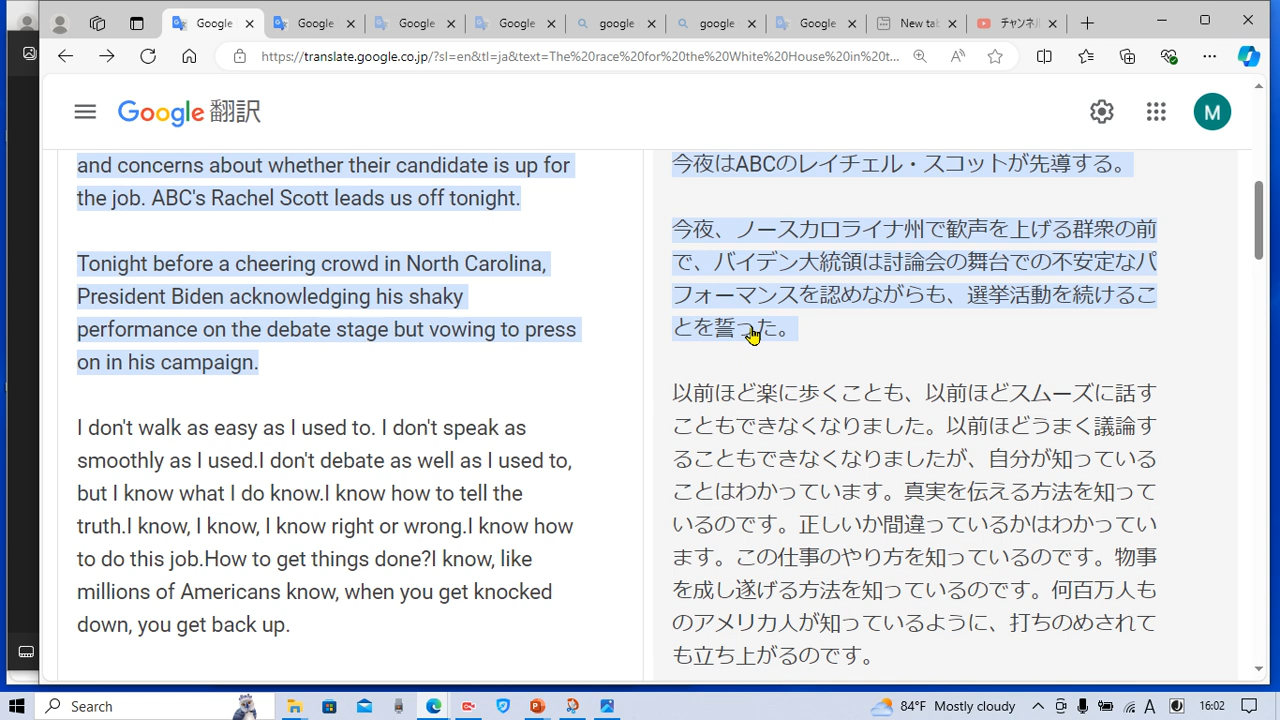 Google
Google
Google
Google
google
google
Google
New tab
チャンネル
https://translate.google.co.jp/?sl=en&tl=ja&text=The%20race%20for%20the%20White%20House%20in%20t...
Google 翻訳
M
and concerns about whether their candidate is up for
the job. ABC's Rachel Scott leads us off tonight.
Tonight before a cheering crowd in North Carolina,
President Biden acknowledging his shaky
performance on the debate stage but vowing to press
on in his campaign.
I don't walk as easy as I used to. I don't speak as
smoothly as I used.I don't debate as well as I used to,
but I know what I do know.I know how to tell the
truth.I know, I know, I know right or wrong.I know how
to do this job.How to get things done?I know, like
millions of Americans know, when you get knocked
down, you get back up.
今夜はABCのレイチェル・スコットが先導する。
今夜、ノースカロライナ州で歓声を上げる群衆の前
で、バイデン大統領は討論会の舞台での不安定なパ
フォーマンスを認めながらも、選挙活動を続けるこ
とを誓った。
以前ほど楽に歩くことも、以前ほどスムーズに話す
こともできなくなりました。以前ほどうまく議論す
ることもできなくなりましたが、自分が知っている
ことはわかっています。真実を伝える方法を知って
いるのです。正しいか間違っているかはわかってい
ます。この仕事のやり方を知っているのです。物事
を成し遂げる方法を知っているのです。何百万人も
のアメリカ人が知っているように、打ちのめされて
も立ち上がるのです。
Search
84°F Mostly cloudy
A
16:02